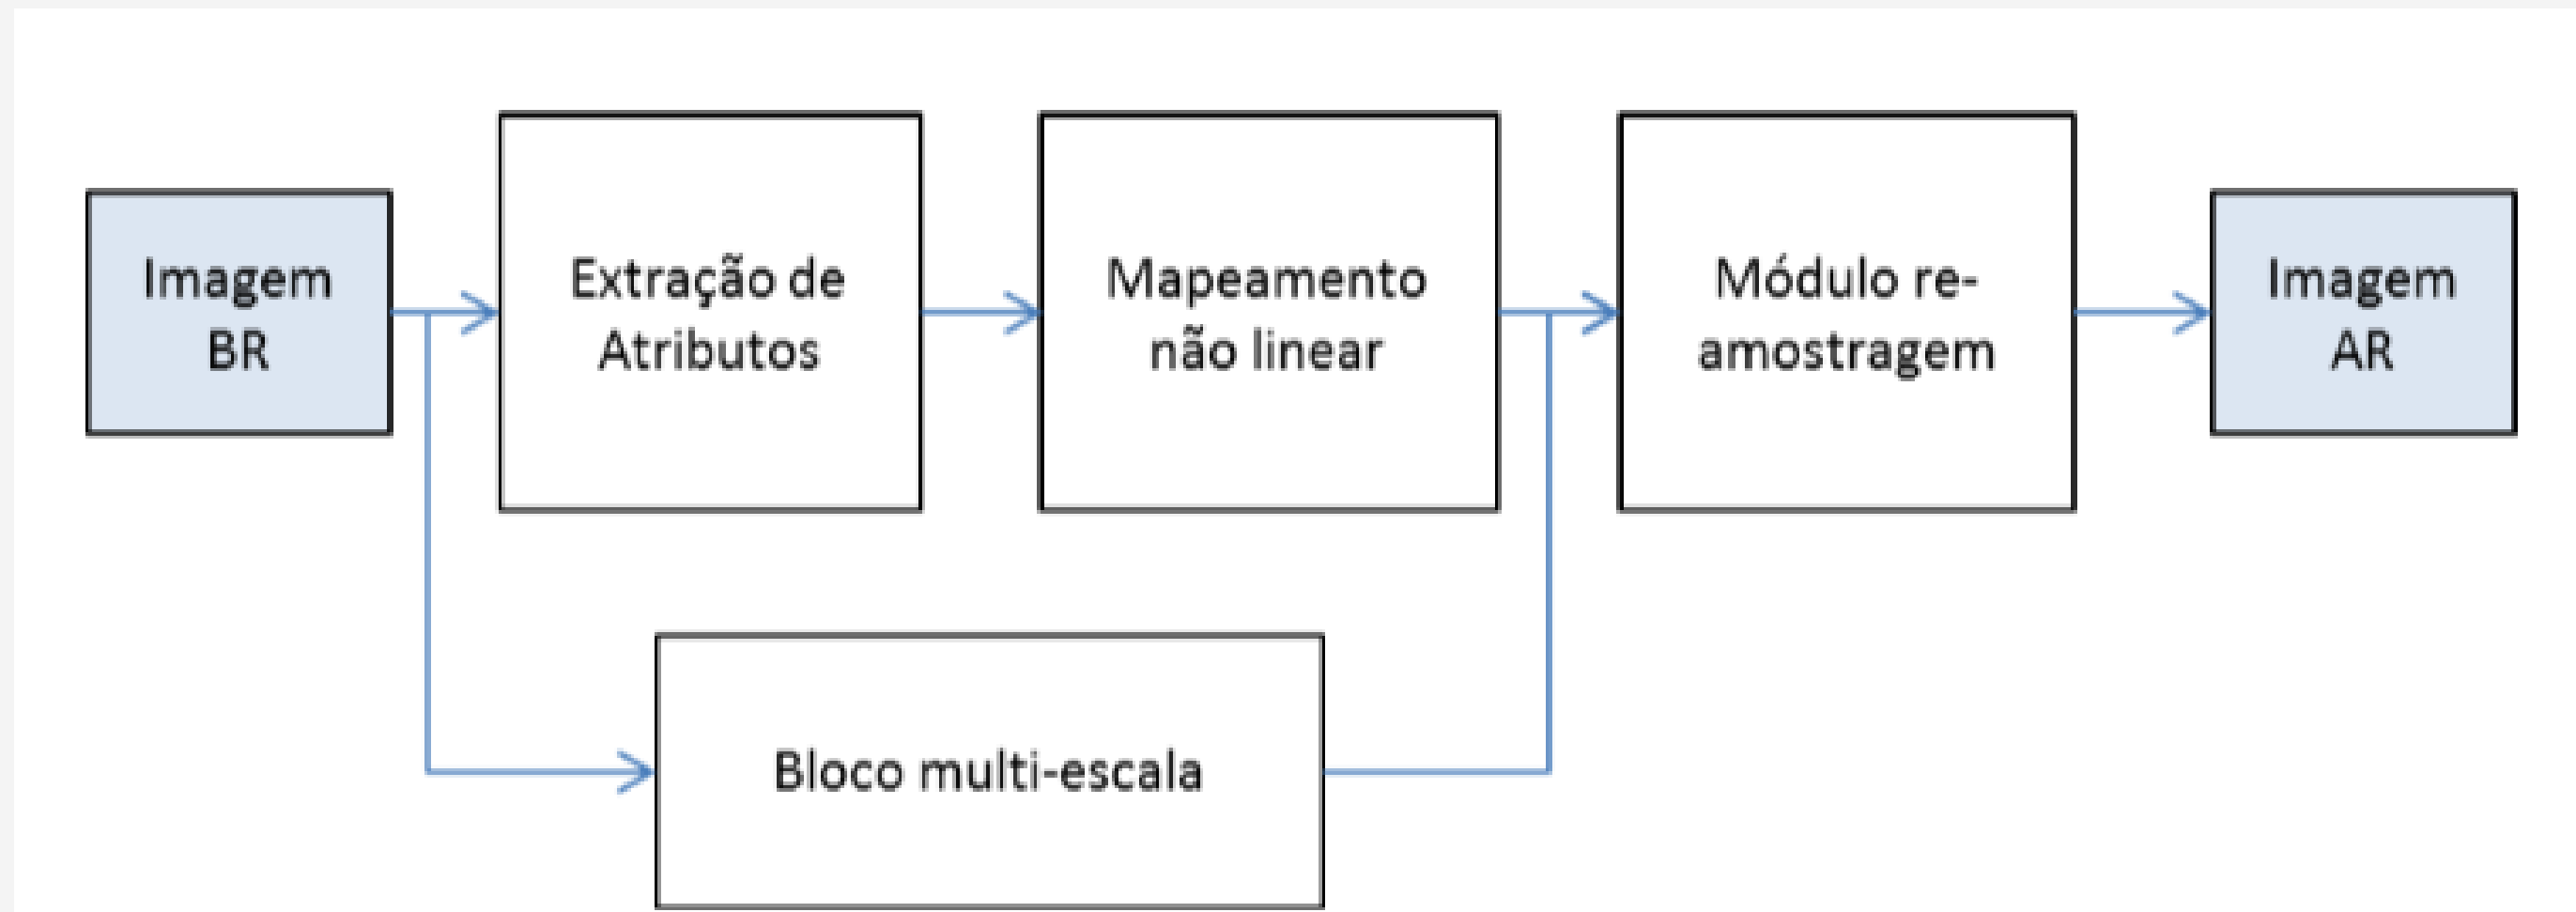 Imagem
BR
Extração de
Atributos
Mapeamento
não linear
Módulo re-
amostragem
Imagem
AR
Bloco multi-escala